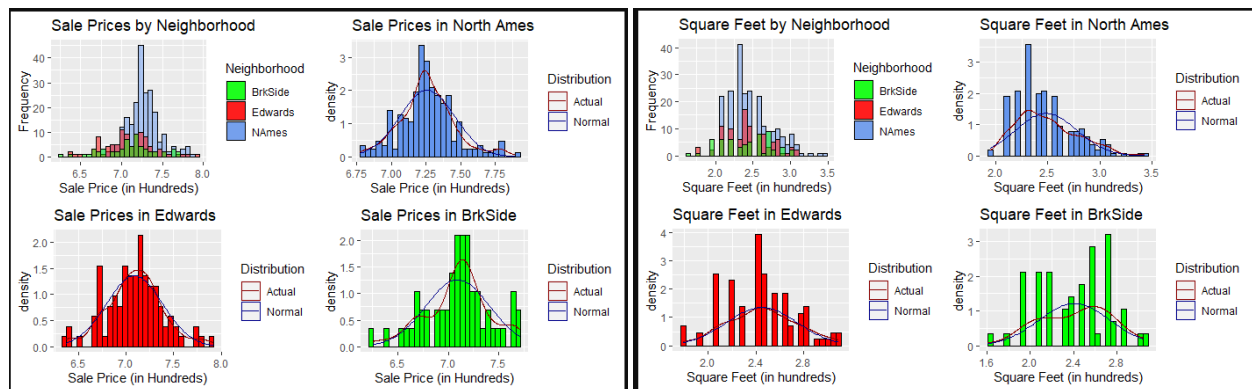 Sale Prices by Neighborhood
Frequency
40
30
20
10
0
6.5 7.0 7.5 8.0
Sale Price (in Hundreds)
Neighborhood
BrkSide
Edwards
NAmes
Sale Prices in North Ames
density
3
2
1
0
6.75 7.00 7.25 7.50 7.75
Sale Price (in Hundreds)
Distribution
Actual
Normal
Sale Prices in Edwards
density
2.0
1.5
1.0
0.5
0.0
6.5 7.0 7.5 8.0
Sale Price (in Hundreds)
Distribution
Actual
Normal
Sale Prices in BrkSide
density
2.0
1.5
1.0
0.5
0.0
6.5 7.0 7.5
Sale Price (in Hundreds)
Distribution
Actual
Normal
Square Feet by Neighborhood
Frequency
40
30
20
10
0
2.0 2.5 3.0 3.5
Square Feet (in hundreds)
Neighborhood
BrkSide
Edwards
NAmes
Square Feet in North Ames
density
3
2
1
0
2.0 2.5 3.0 3.5
Square Feet (in hundreds)
Distribution
Actual
Normal
Square Feet in Edwards
density
4
3
2
1
0
2.0 2.4 2.8
Square Feet (in hundreds)
Distribution
Actual
Normal
Square Feet in BrkSide
density
3
2
1
0
1.6 2.0 2.4 2.8
Square Feet (in hundreds)
Distribution
Actual
Normal